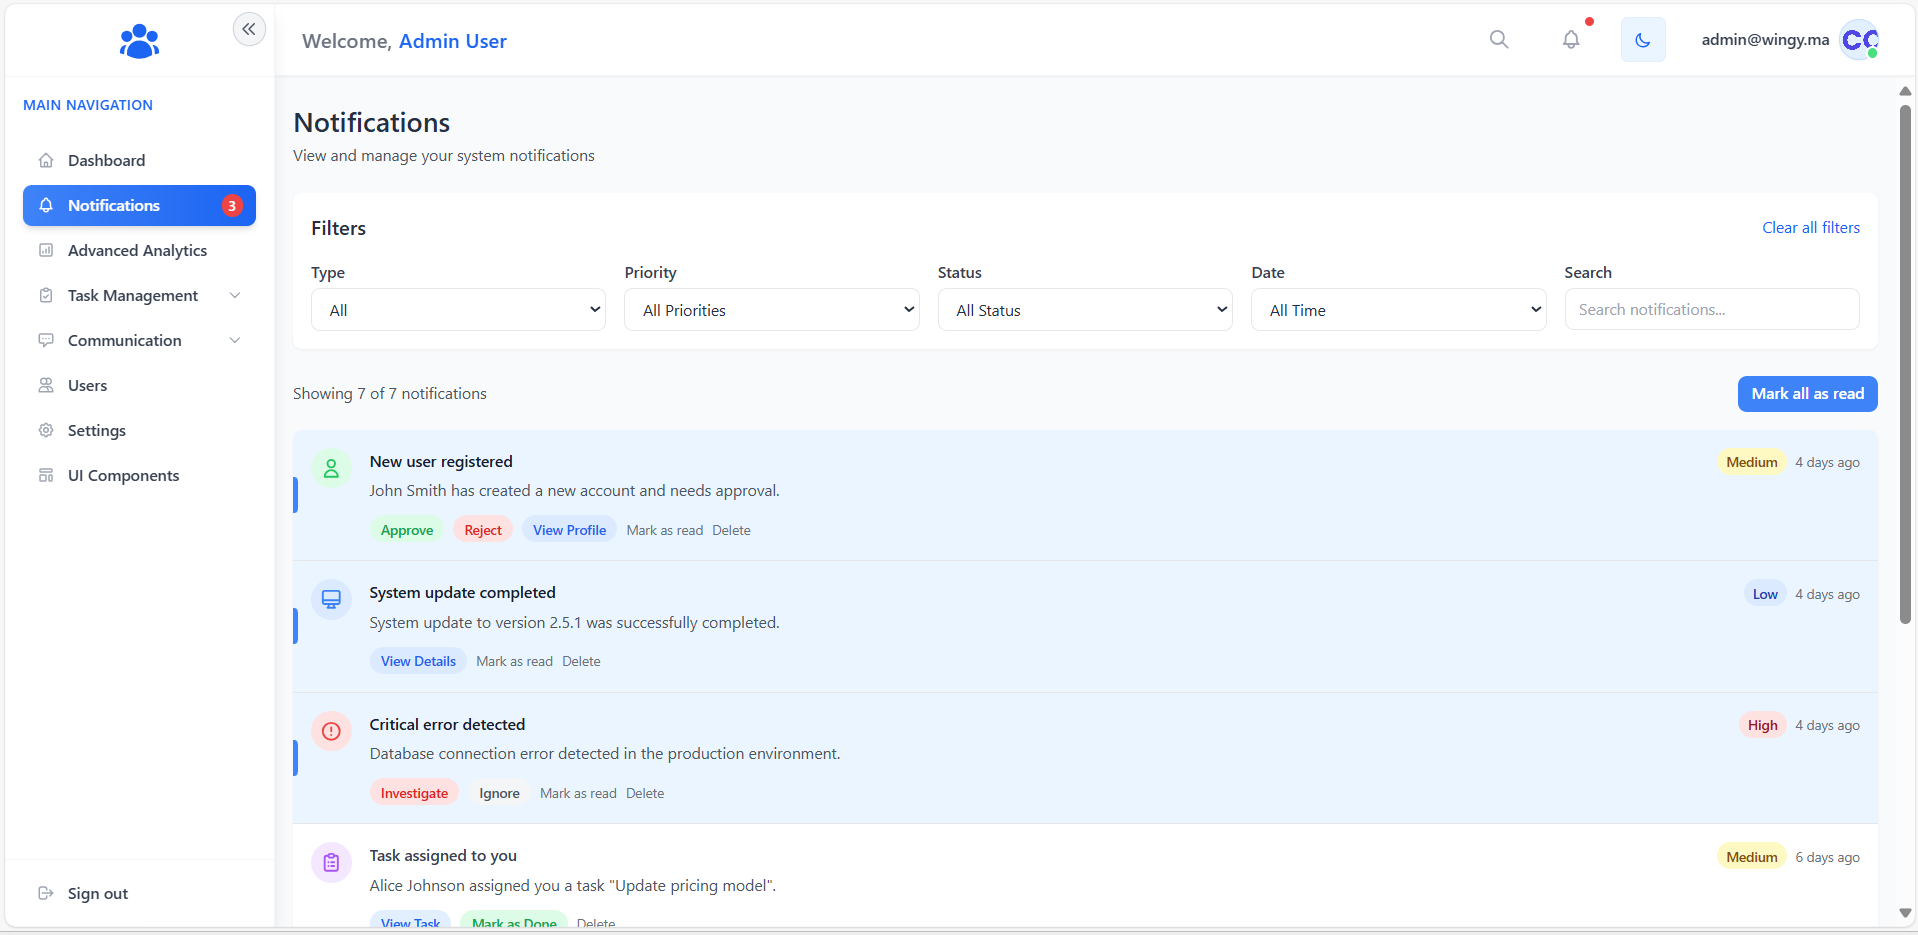 Welcome, Admin User
admin@wingy.ma
MAIN NAVIGATION
Dashboard
Notifications 3
Advanced Analytics
Task Management
Communication
Users
Settings
UI Components
Sign out
Notifications
View and manage your system notifications
Filters
Clear all filters
Type Priority Status Date Search
All All Priorities All Status All Time Search notifications...
Showing 7 of 7 notifications
Mark all as read
New user registered Medium 4 days ago
John Smith has created a new account and needs approval.
Approve Reject View Profile Mark as read Delete
System update completed Low 4 days ago
System update to version 2.5.1 was successfully completed.
View Details Mark as read Delete
Critical error detected High 4 days ago
Database connection error detected in the production environment.
Investigate Ignore Mark as read Delete
Task assigned to you Medium 6 days ago
Alice Johnson assigned you a task "Update pricing model".
View Task Mark as Done Delete